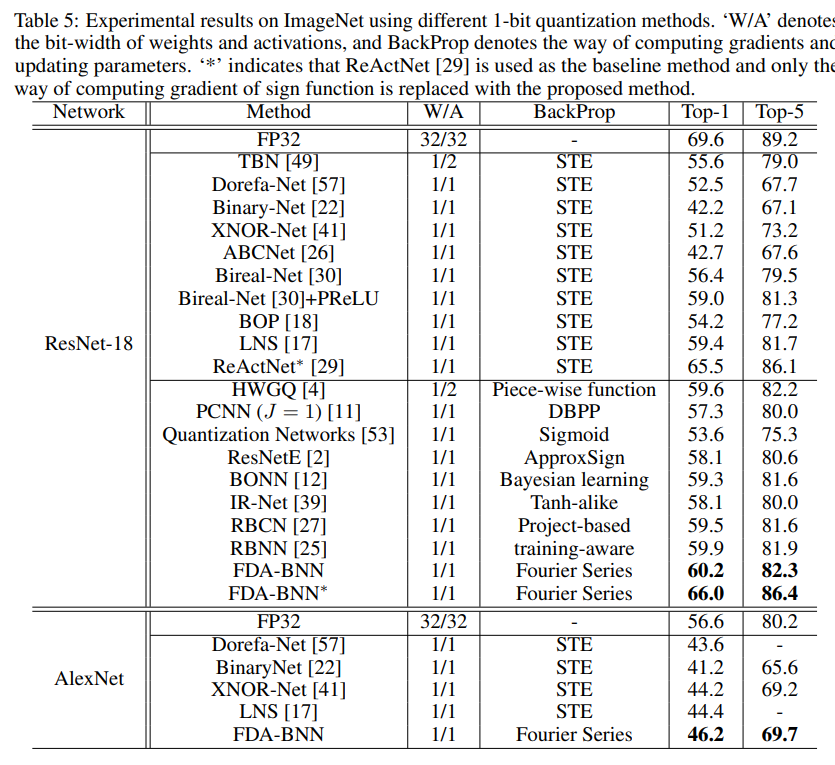 Table 5: Experimental results on ImageNet using different 1-bit quantization methods. ‘W/A’ denotes
the bit-width of weights and activations, and BackProp denotes the way of computing gradients and
updating parameters. ‘*’ indicates that ReActNet [29] is used as the baseline method and only the
way of computing gradient of sign function is replaced with the proposed method.
Network Method W/A BackProp Top-1 Top-5
FP32 32/32 - 69.6 89.2
TBN [49] 1/2 STE 55.6 79.0
Dorefa-Net [57] 1/1 STE 52.5 67.7
Binary-Net [22] 1/1 STE 42.2 67.1
XNOR-Net [41] 1/1 STE 51.2 73.2
ABCNet [26] 1/1 STE 42.7 67.6
Bireal-Net [30] 1/1 STE 56.4 79.5
Bireal-Net [30]+PReLU 1/1 STE 59.0 81.3
BOP [18] 1/1 STE 54.2 77.2
ResNet-18 LNS [17] 1/1 STE 59.4 81.7
ReActNet* [29] 1/1 STE 65.5 86.1
HWGQ [4] 1/2 Piece-wise function 59.6 82.2
PCNN (J = 1) [11] 1/1 DBPP 57.3 80.0
Quantization Networks [53] 1/1 Sigmoid 53.6 75.3
ResNetE [2] 1/1 ApproxSign 58.1 80.6
BONN [12] 1/1 Bayesian learning 59.3 81.6
IR-Net [39] 1/1 Tanh-alike 58.1 80.0
RBCN [27] 1/1 Project-based 59.5 81.6
RBNN [25] 1/1 training-aware 59.9 81.9
FDA-BNN 1/1 Fourier Series 60.2 82.3
FDA-BNN* 1/1 Fourier Series 66.0 86.4
FP32 32/32 - 56.6 80.2
Dorefa-Net [57] 1/1 STE 43.6 -
AlexNet BinaryNet [22] 1/1 STE 41.2 65.6
XNOR-Net [41] 1/1 STE 44.2 69.2
LNS [17] 1/1 STE 44.4 -
FDA-BNN 1/1 Fourier Series 46.2 69.7